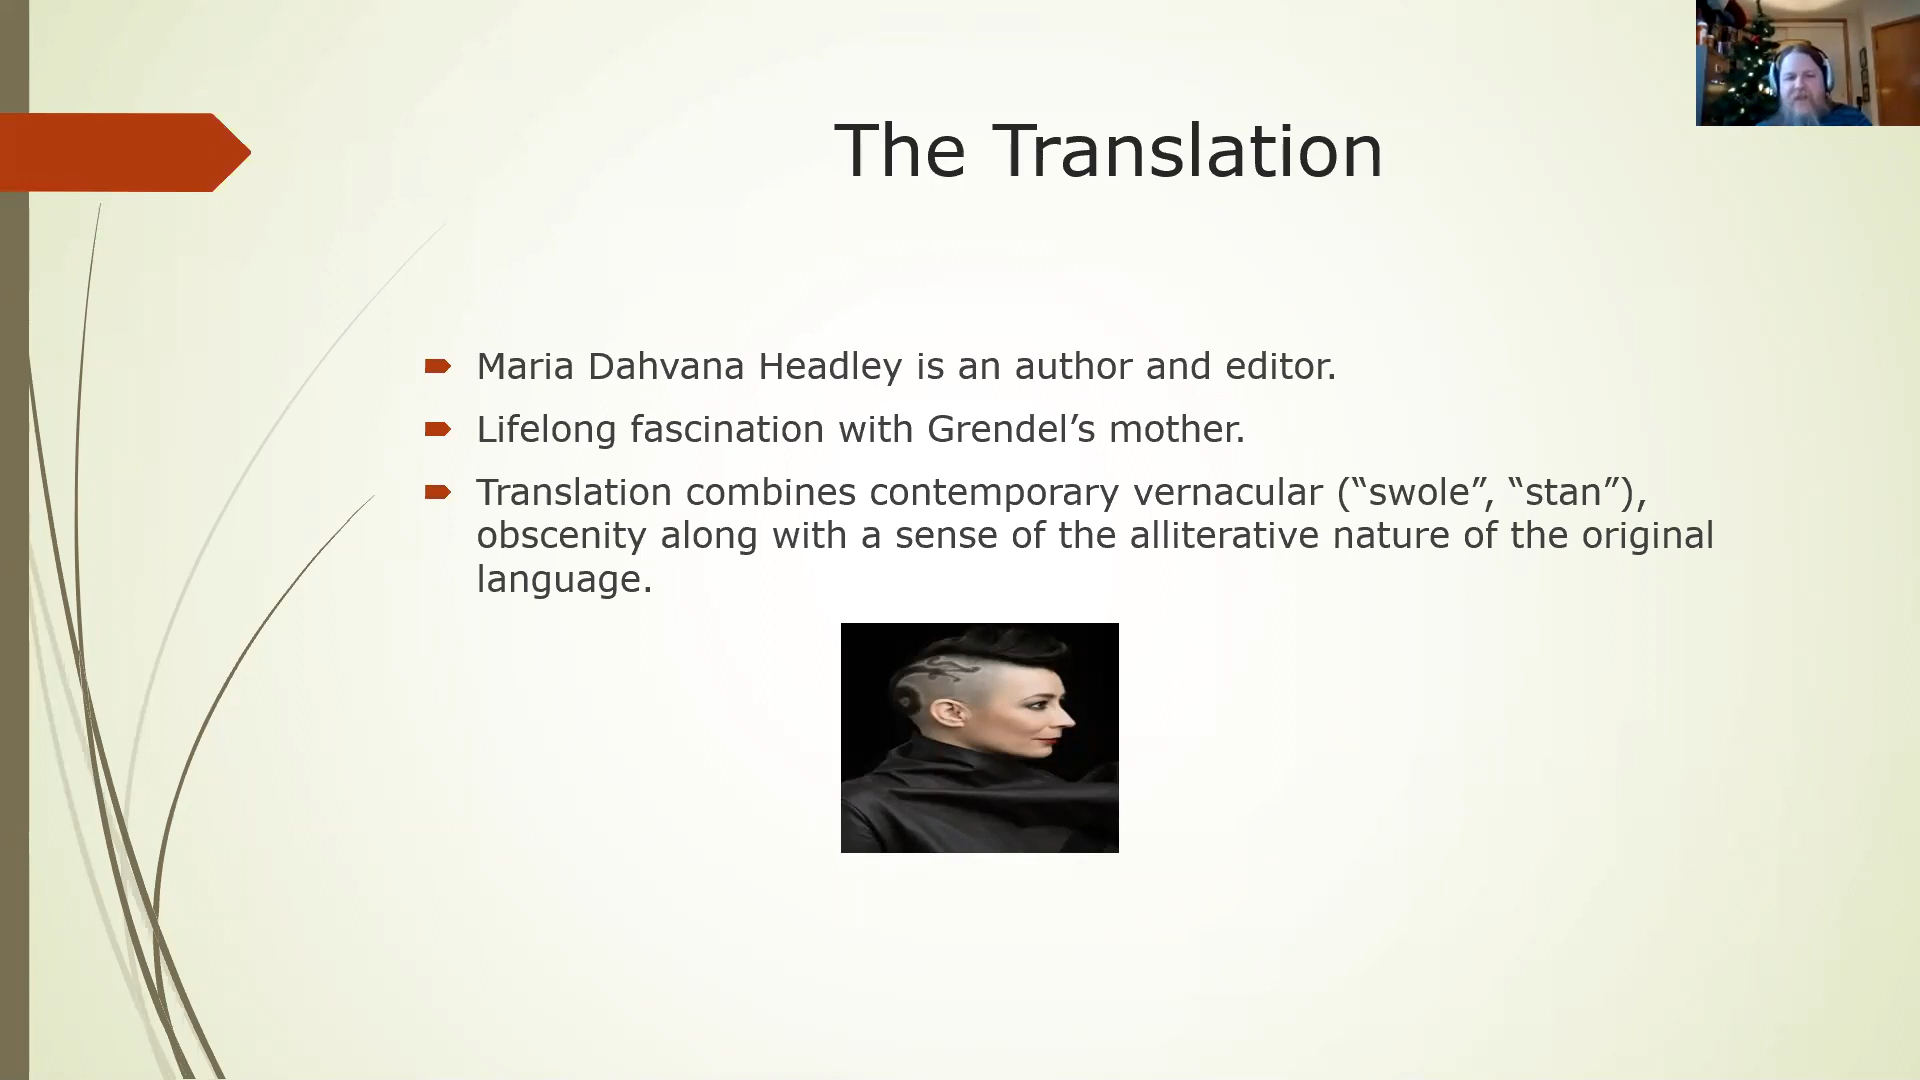 The Translation
Maria Dahvana Headley is an author and editor.
Lifelong fascination with Grendel’s mother.
Translation combines contemporary vernacular (“swole”, “stan”),
obscenity along with a sense of the alliterative nature of the original
language.